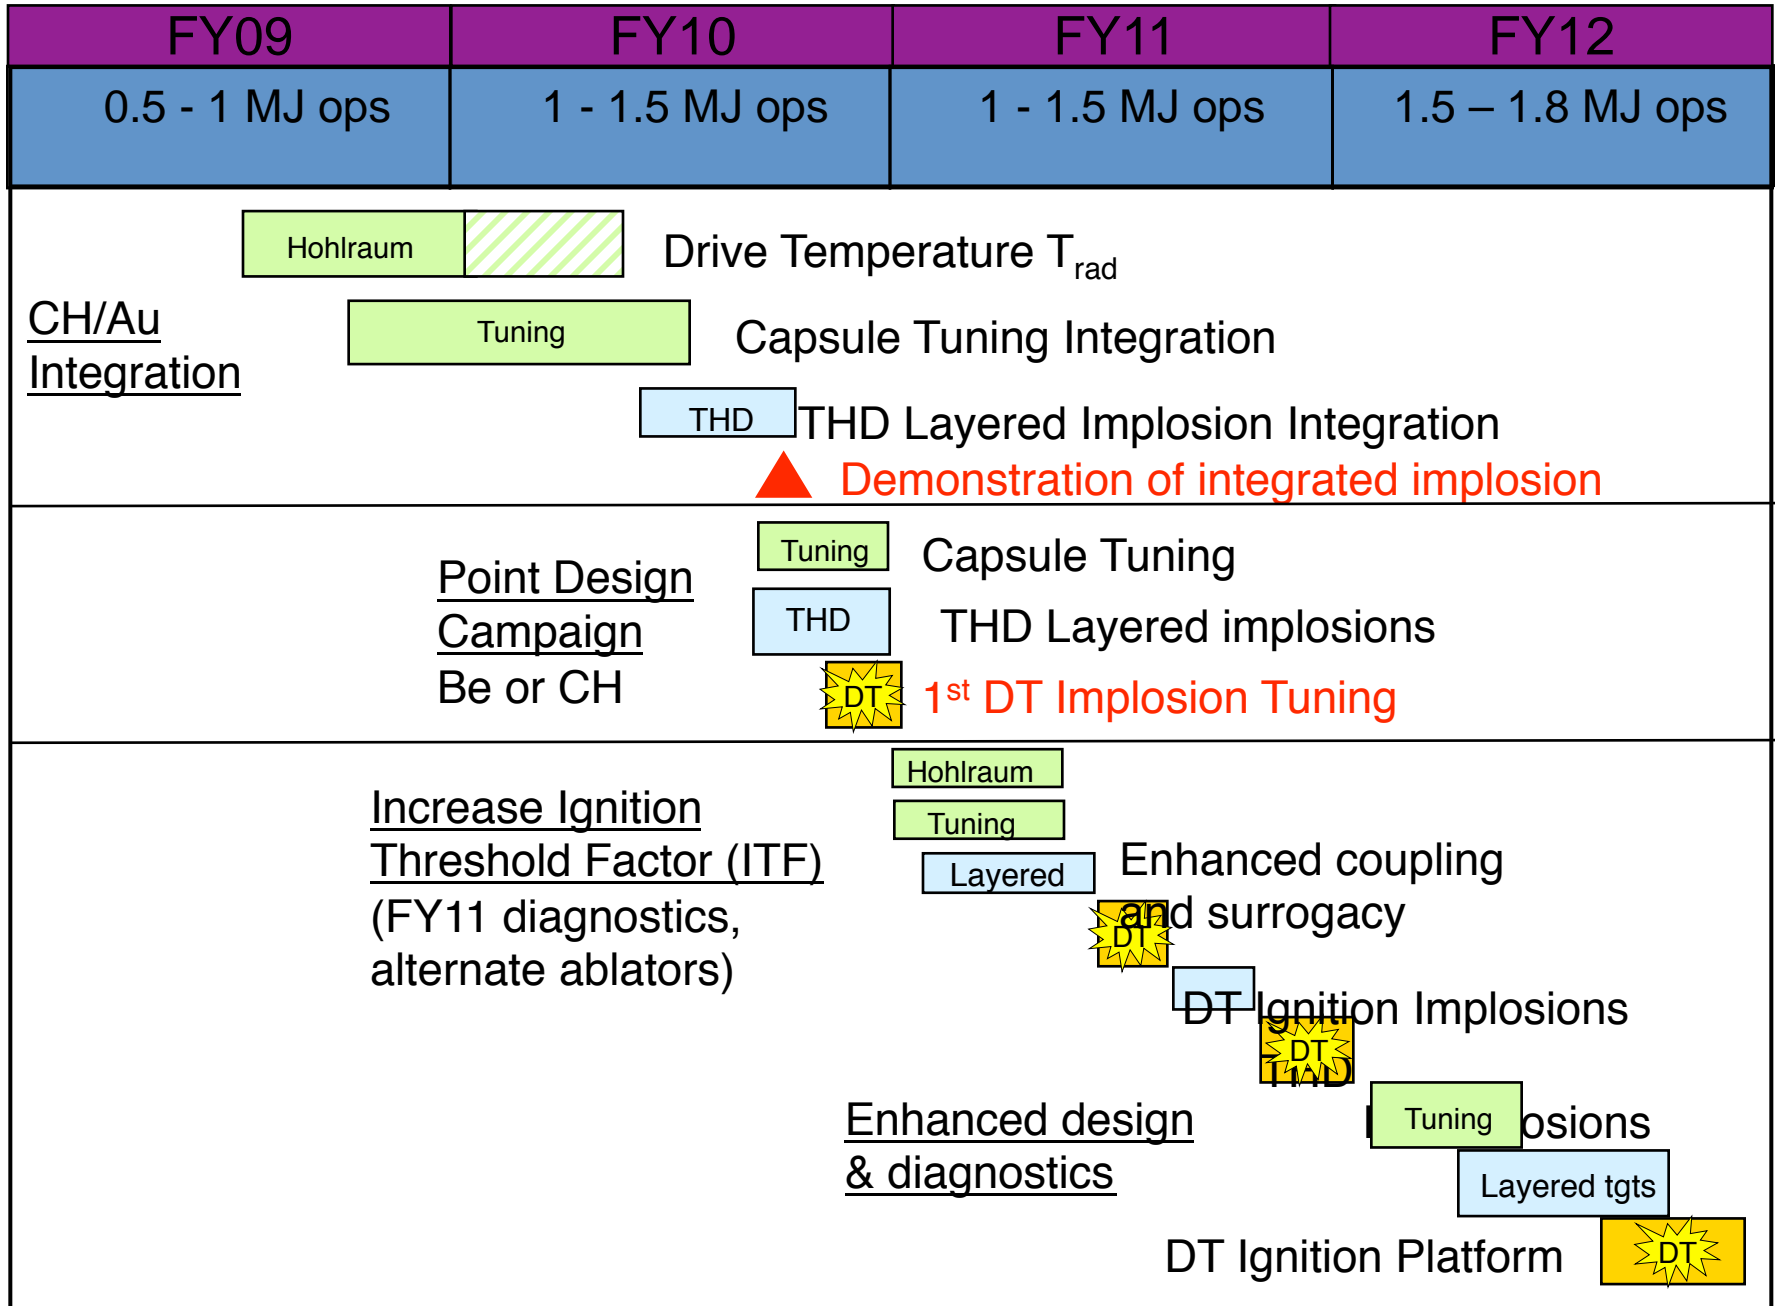 FY09 FY10 FY11 FY12
0.5 - 1 MJ ops 1 - 1.5 MJ ops 1 - 1.5 MJ ops 1.5 – 1.8 MJ ops
Hohlraum Drive Temperature Trad
CH/Au
Integration
Tuning Capsule Tuning Integration
THD THD Layered Implosion Integration
Demonstration of integrated implosion
Tuning Capsule Tuning
Point Design
Campaign
Be or CH
THD THD Layered implosions
DT 1st DT Implosion Tuning
Hohlraum
Increase Ignition
Threshold Factor (ITF)
(FY11 diagnostics,
alternate ablators)
Tuning
Layered
Enhanced coupling
and surrogacy
DT
DT Ignition Implosions
DT
THD
Enhanced design
& diagnostics
Tuning osions
Layered tgts
DT Ignition Platform DT